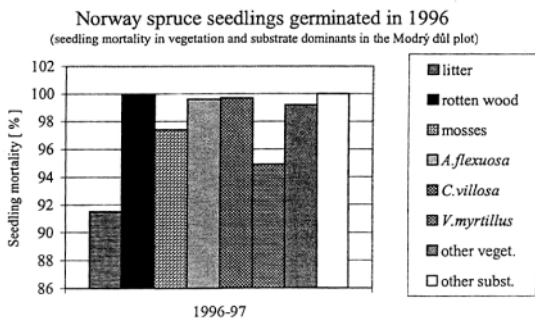 Norway spruce seedlings germinated in 1996
(seedling mortality in vegetation and substrate dominants in the Modrý důl plot)
Seedling mortality [ % ]
102
100
98
96
94
92
90
88
86
1996-97
litter
rotten wood
mosses
A.flexuosa
C.villosa
V.myrtillus
other veget.
other subst.